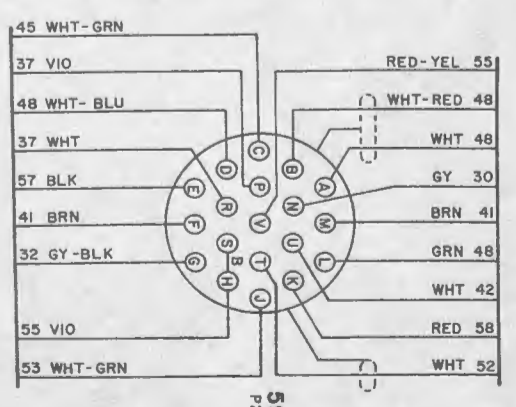 45 WHT-GRN
37 VIO
48 WHT-BLU
37 WHT
57 BLK
41 BRN
32 GY-BLK
55 VIO
53 WHT-GRN
RED-YEL 55
WHT-RED 48
WHT 48
GY 30
BRN 41
GRN 48
WHT 42
RED 58
WHT 52
C
D
B
E
P
A
R
N
F
V
M
S
U
G
B
T
L
H
K
J
5
P